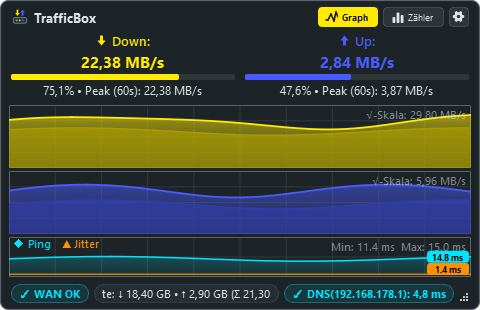 TrafficBox
Graph
Zähler
Down:
Up:
22,38 MB/s
2,84 MB/s
75,1% • Peak (60s): 22,38 MB/s
47,6% • Peak (60s): 3,87 MB/s
√-Skala: 29.80 MB/s
√-Skala: 5.96 MB/s
Ping
Jitter
Min: 11.4 ms Max: 15.0 ms
14.8 ms
1.4 ms
✓ WAN OK
te: ↓ 18,40 GB • ↑ 2,90 GB (Σ 21,30
✓ DNS(192.168.178.1): 4,8 ms